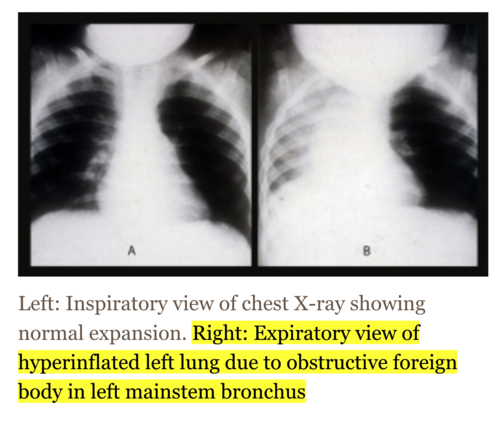 A
B
Left: Inspiratory view of chest X-ray showing
normal expansion. Right: Expiratory view of
hyperinflated left lung due to obstructive foreign
body in left mainstem bronchus